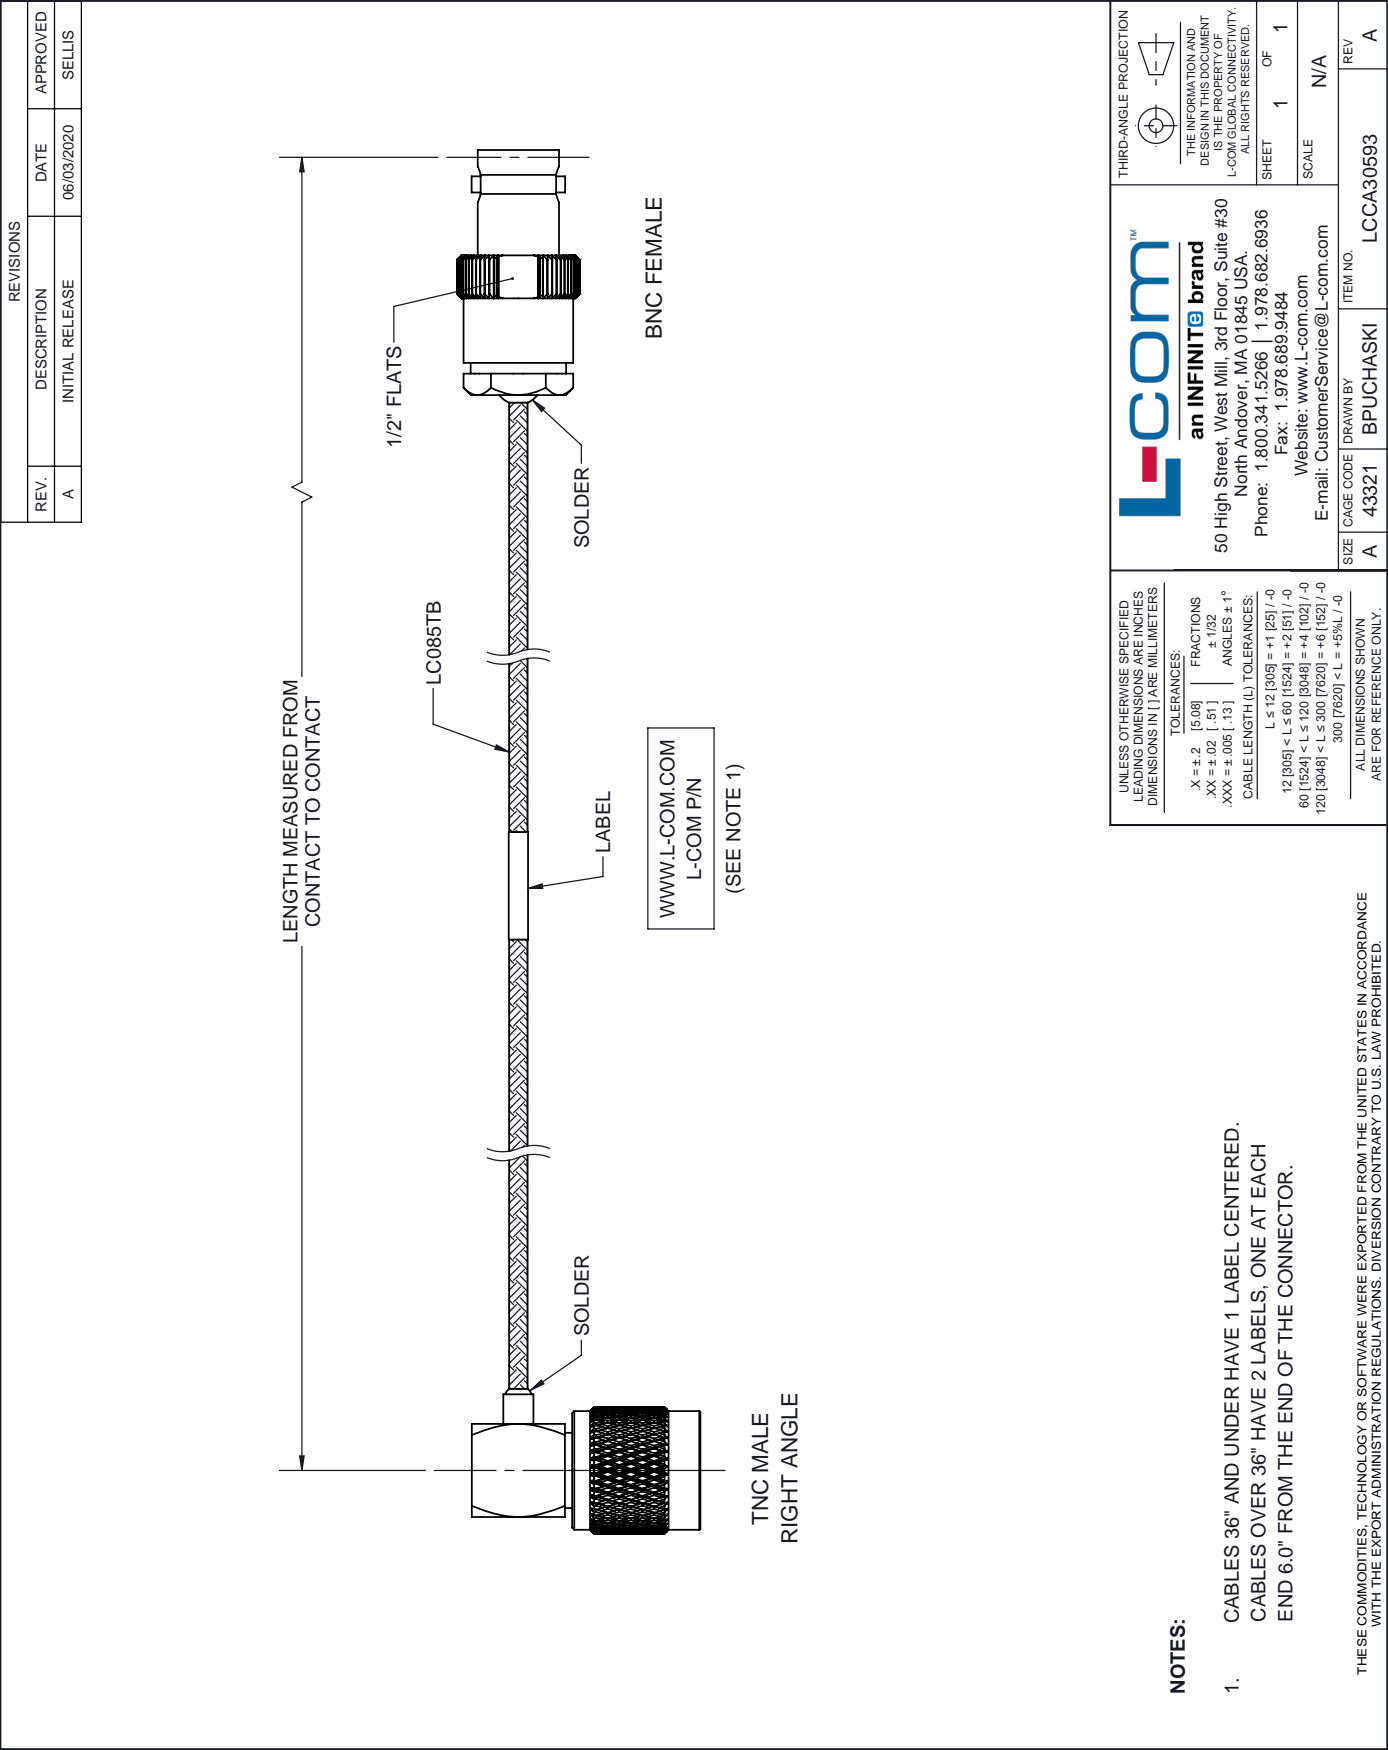 REVISIONS
REV. DESCRIPTION DATE APPROVED
A INITIAL RELEASE 06/03/2020 SELLIS
LENGTH MEASURED FROM
CONTACT TO CONTACT
1/2" FLATS
LC085TB
SOLDER
SOLDER
LABEL
BNC FEMALE
WWW.L-COM.COM
L-COM P/N
(SEE NOTE 1)
TNC MALE
RIGHT ANGLE
NOTES:
1. CABLES 36" AND UNDER HAVE 1 LABEL CENTERED.
CABLES OVER 36" HAVE 2 LABELS, ONE AT EACH
END 6.0" FROM THE END OF THE CONNECTOR.
THESE COMMODITIES, TECHNOLOGY OR SOFTWARE WERE EXPORTED FROM THE UNITED STATES IN ACCORDANCE
WITH THE EXPORT ADMINISTRATION REGULATIONS. DIVERSION CONTRARY TO U.S. LAW PROHIBITED.
UNLESS OTHERWISE SPECIFIED
LEADING DIMENSIONS ARE INCHES
DIMENSIONS IN [ ] ARE MILLIMETERS
TOLERANCES:
.X = ±.2 [5.08] FRACTIONS
.XX = ±.02 [ .51 ] ± 1/32
.XXX = ±.005 [ .13 ] ANGLES ± 1°
CABLE LENGTH (L) TOLERANCES:
L ≤ 12 [305] = +1 [25] / -0
12 [305] < L ≤ 60 [1524] = +2 [51] / -0
60 [1524] < L ≤ 120 [3048] = +4 [102] / -0
120 [3048] < L ≤ 300 [7620] = +6 [152] / -0
300 [7620] < L = +5%L / -0
ALL DIMENSIONS SHOWN
ARE FOR REFERENCE ONLY.
L-com™
an INFINITe brand
50 High Street, West Mill, 3rd Floor, Suite #30
North Andover, MA 01845 USA.
Phone: 1.800.341.5266 | 1.978.682.6936
Fax: 1.978.689.9484
Website: www.L-com.com
E-mail: CustomerService@L-com.com
THIRD-ANGLE PROJECTION
THE INFORMATION AND
DESIGN IN THIS DOCUMENT
IS THE PROPERTY OF
L-COM GLOBAL CONNECTIVITY.
ALL RIGHTS RESERVED.
SHEET 1 OF 1
SCALE N/A
SIZE A
CAGE CODE 43321
DRAWN BY BPUCHASKI
ITEM NO. LCCA30593
REV A